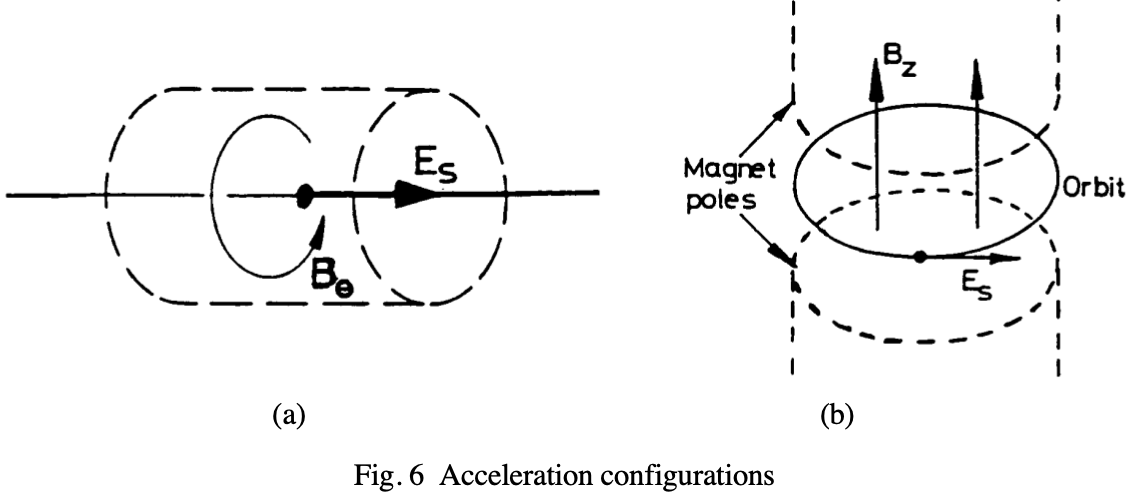 E_S
B_θ
(a)
B_z
Magnet
poles
Orbit
E_S
(b)
Fig. 6 Acceleration configurations